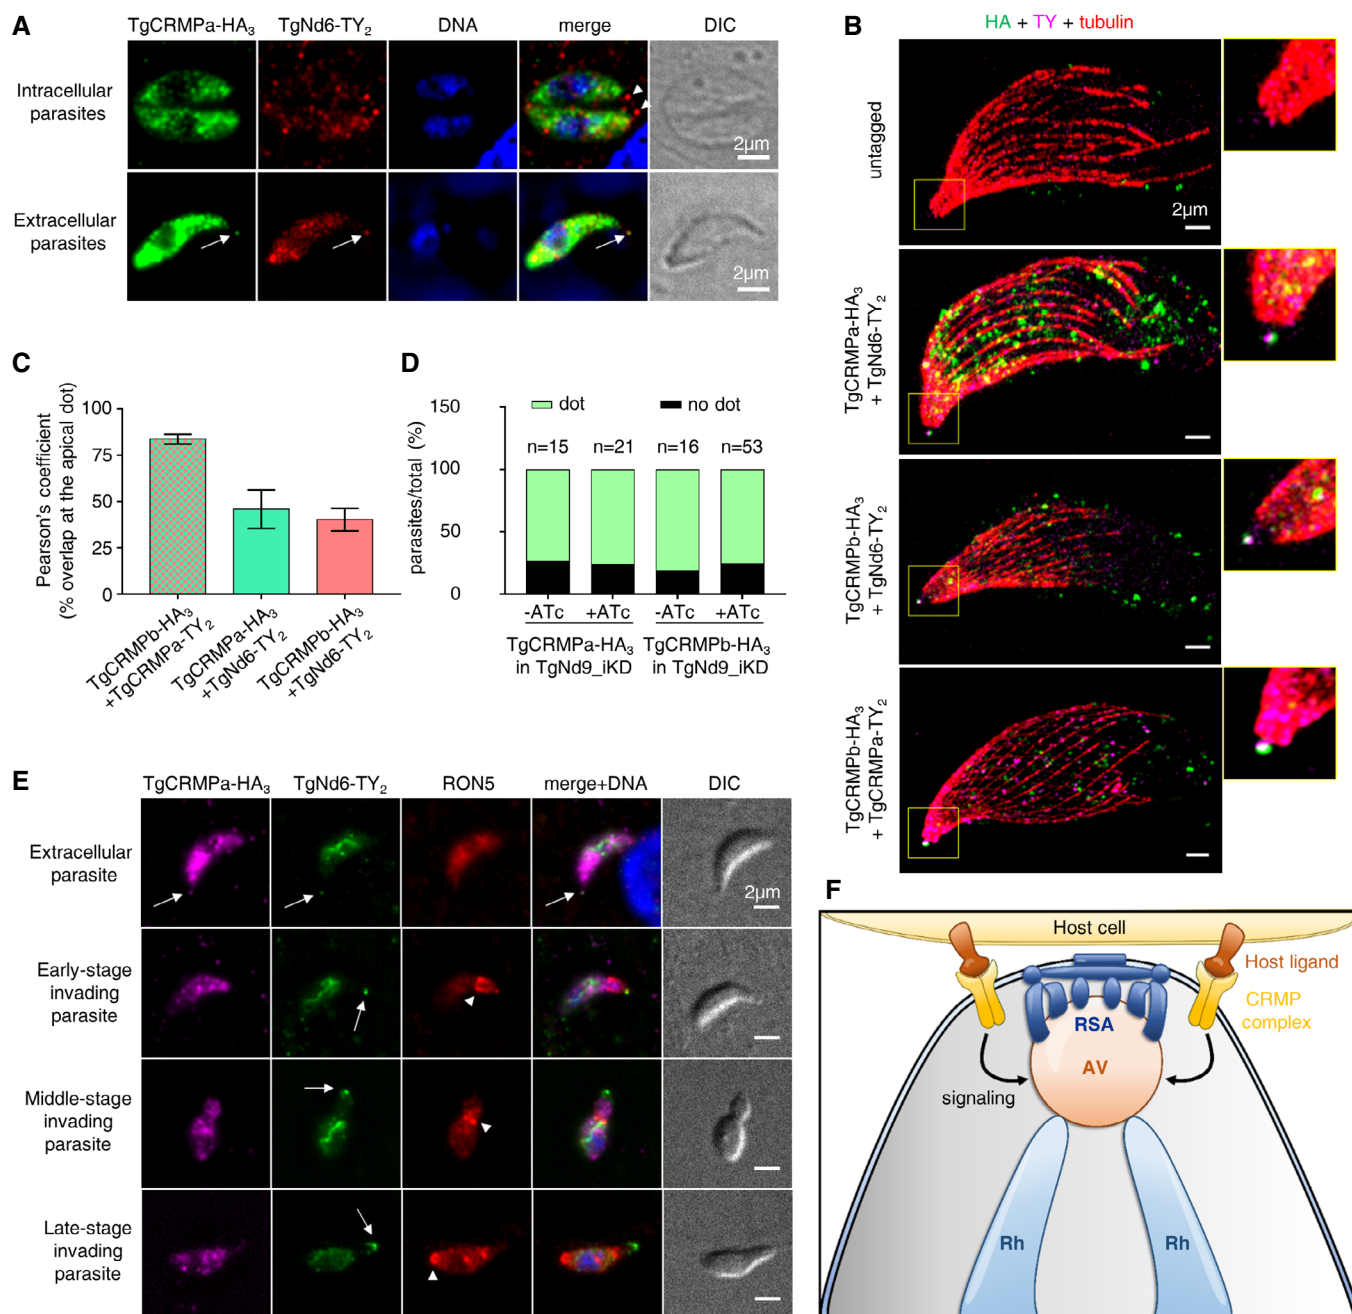 A
TgCRMPa-HA3
TgNd6-TY2
DNA
merge
DIC
Intracellular
parasites
2µm
Extracellular
parasites
2µm
B
HA + TY + tubulin
untagged
2µm
TgCRMPa-HA3
+ TgNd6-TY2
TgCRMPb-HA3
+ TgNd6-TY2
TgCRMPb-HA3
+ TgCRMPa-TY2
C
Pearson's coefficient
(% overlap at the apical dot)
100
75
50
25
0
TgCRMPb-HA3
+TgCRMPa-TY2
TgCRMPa-HA3
+TgNd6-TY2
TgCRMPb-HA3
+TgNd6-TY2
D
parasites/total (%)
150
100
50
0
dot
no dot
n=15
n=21
n=16
n=53
-ATc
+ATc
-ATc
+ATc
TgCRMPa-HA3
in TgNd9_iKD
TgCRMPb-HA3
in TgNd9_iKD
E
TgCRMPa-HA3
TgNd6-TY2
RON5
merge+DNA
DIC
Extracellular
parasite
2µm
Early-stage
invading
parasite
Middle-stage
invading
parasite
Late-stage
invading
parasite
F
Host cell
Host ligand
CRMP
complex
RSA
AV
signaling
Rh
Rh